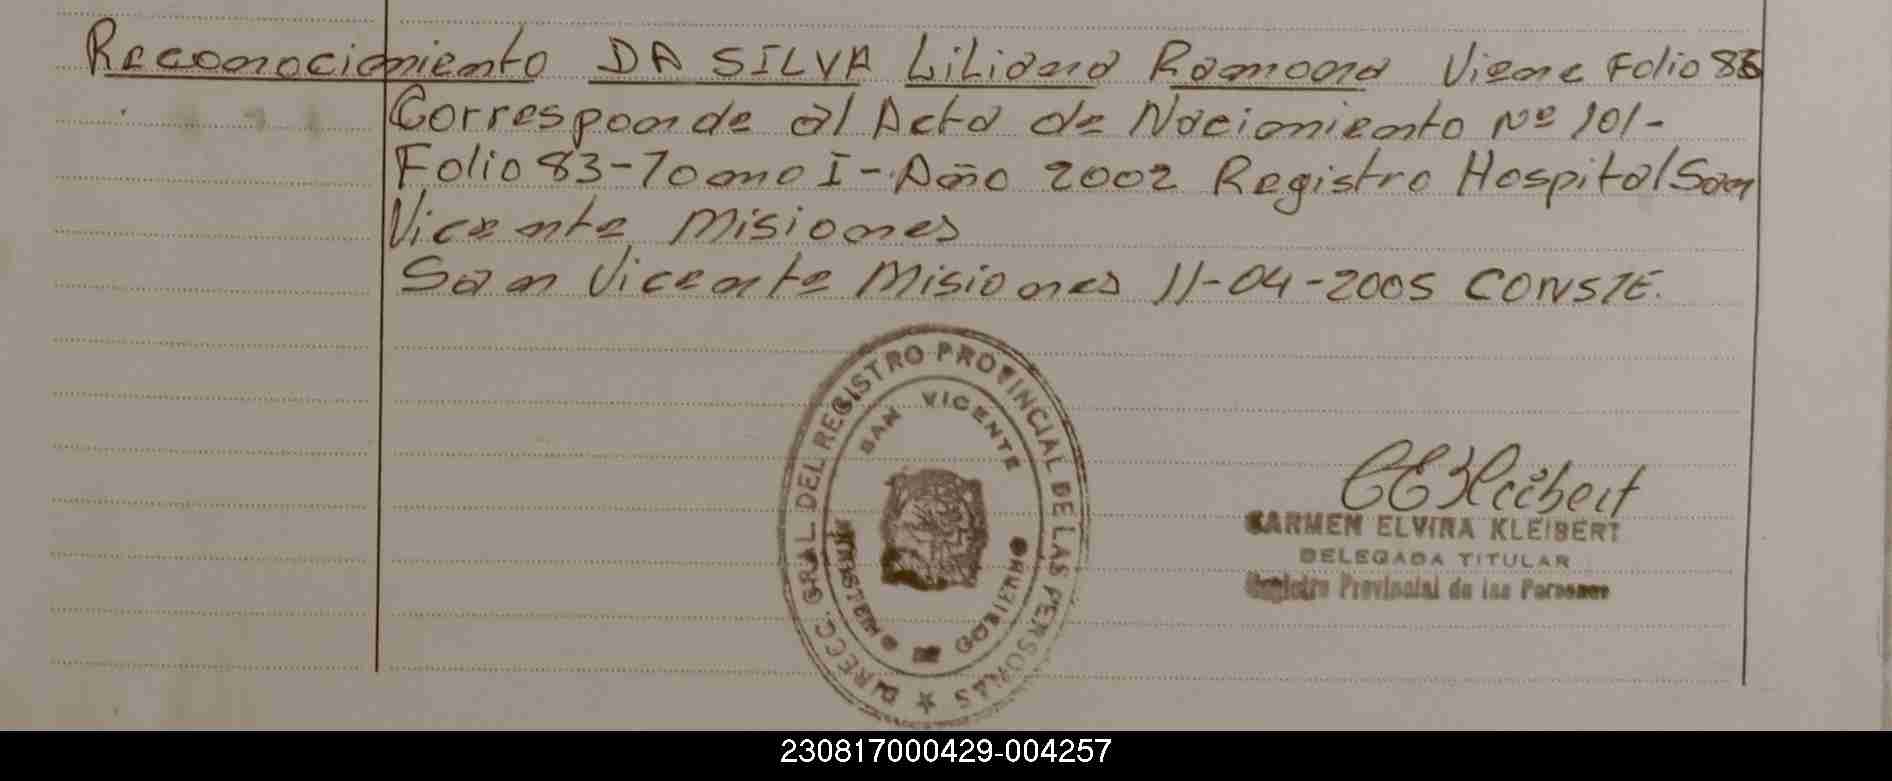 Reconocimiento DA SILVA Liliana Ramona Viene Folio 83
Corresponde al Acta de Nacimiento Nº 101-
Folio 83-Tomo I-Año 2002 Registro Hospital San
Vicente Misiones
San Vicente Misiones 11-04-2005 CONSTE.
DIRECC. GRAL. DEL REGISTRO PROVINCIAL DE LAS PERSONAS
SAN VICENTE
MINISTERIO DE GOBIERNO
CEKleibert
CARMEN ELVIRA KLEIBERT
DELEGADA TITULAR
Registro Provincial de las Personas
230817000429-004257